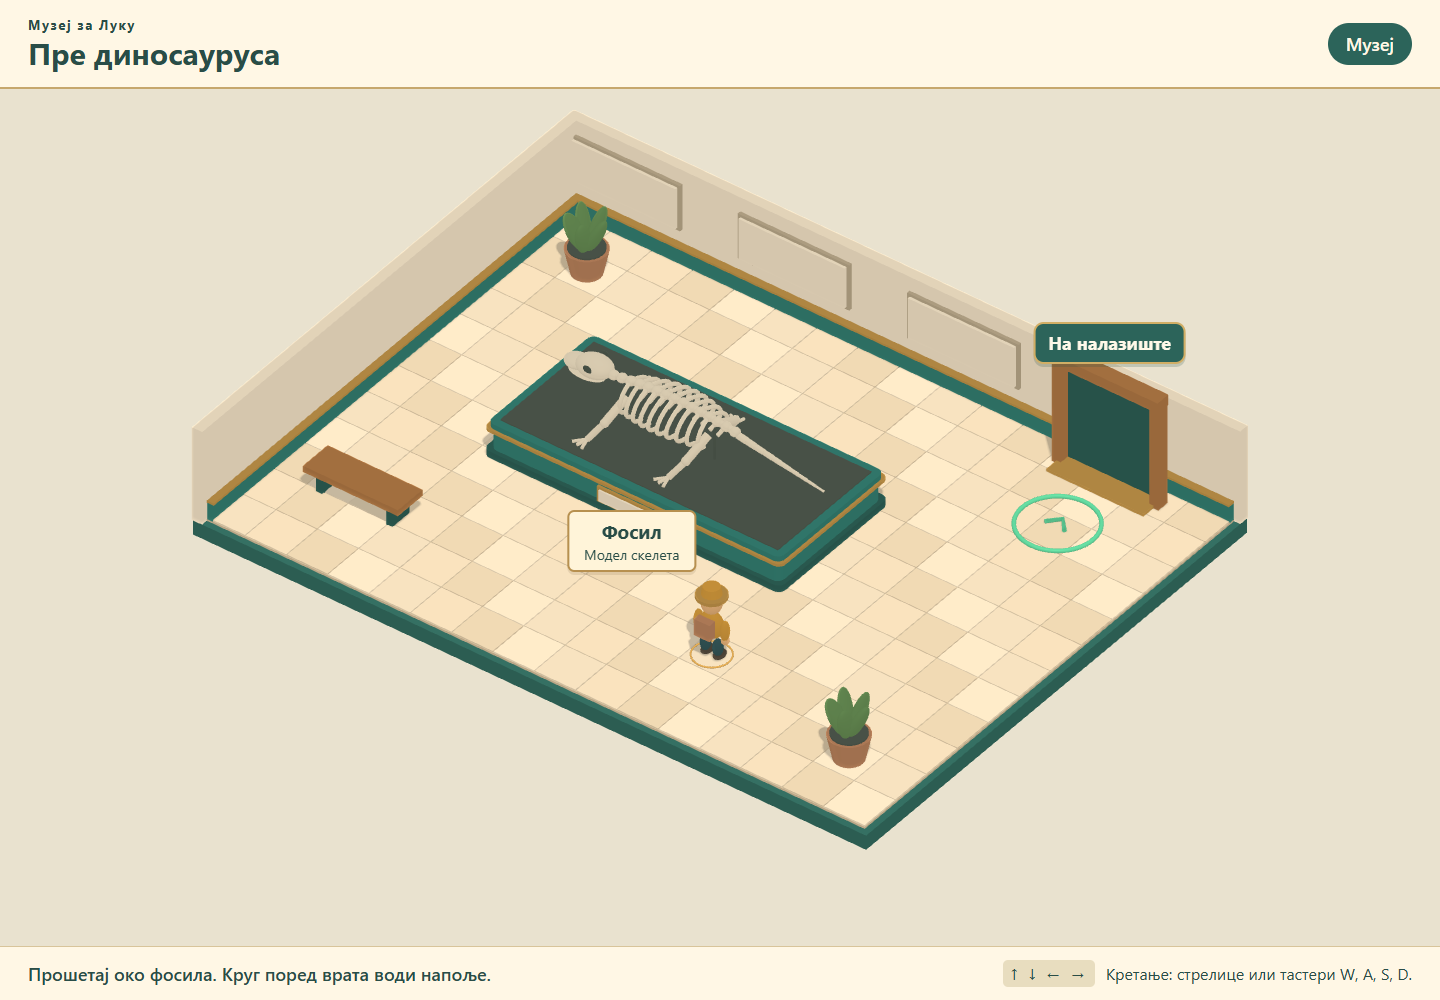 Музеј за Луку
Пре диносауруса
Музеј
На налазиште
Фосил
Модел скелета
Прошетај око фосила. Круг поред врата води напоље.
↑ ↓ ← → Кретање: стрелице или тастери W, A, S, D.